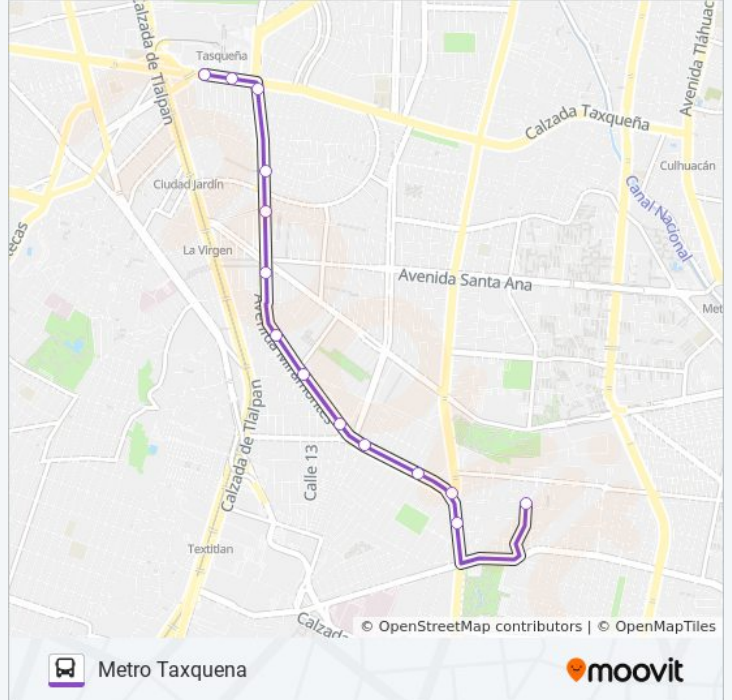 Calzada de Tlalpan
Tasqueña
Avenida Tláhuac
Calzada Taxqueña
Culhuacán
Ciudad Jardín
Canal Nacional
La Virgen
tecas
Avenida Santa Ana
Met
Avenida Miramontes
Calzada de Tlalpan
Calle 13
Textitlan
Calzada
© OpenStreetMap contributors | © OpenMapTiles
Metro Taxquena
moovit